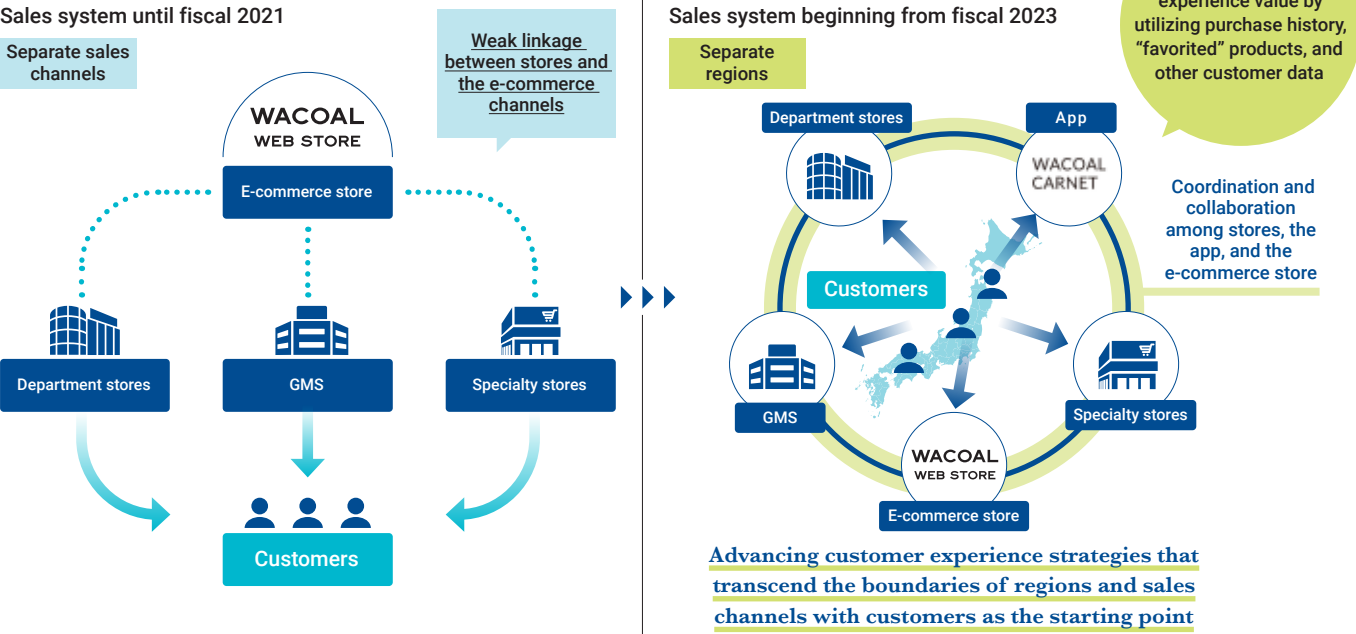 Sales system until fiscal 2021
Separate sales
channels
Weak linkage
between stores and
the e-commerce
channels
WACOAL
WEB STORE
E-commerce store
Department stores
GMS
Specialty stores
Customers
Sales system beginning from fiscal 2023
Separate
regions
experience value by
utilizing purchase history,
“favorited” products, and
other customer data
Department stores
App
WACOAL
CARNET
Coordination and
collaboration
among stores, the
app, and the
e-commerce store
Customers
GMS
Specialty stores
WACOAL
WEB STORE
E-commerce store
Advancing customer experience strategies that
transcend the boundaries of regions and sales
channels with customers as the starting point